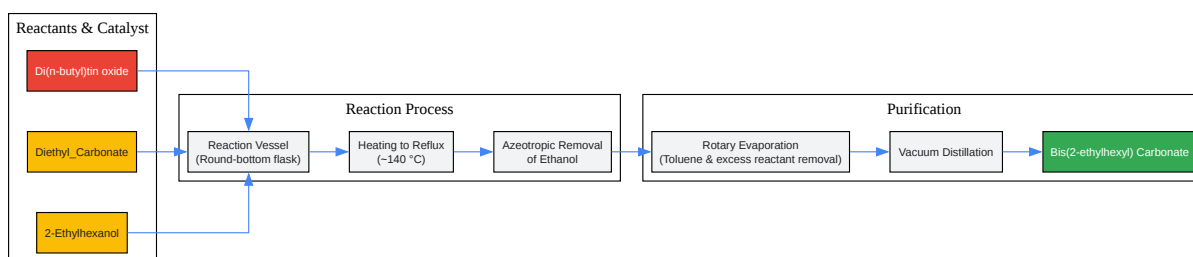 Reactants & Catalyst
Di(n-butyl)tin oxide
Diethyl_Carbonate
2-Ethylhexanol
Reaction Process
Reaction Vessel
(Round-bottom flask)
Heating to Reflux
(~140 °C)
Azeotropic Removal
of Ethanol
Purification
Rotary Evaporation
(Toluene & excess reactant removal)
Vacuum Distillation
Bis(2-ethylhexyl) Carbonate